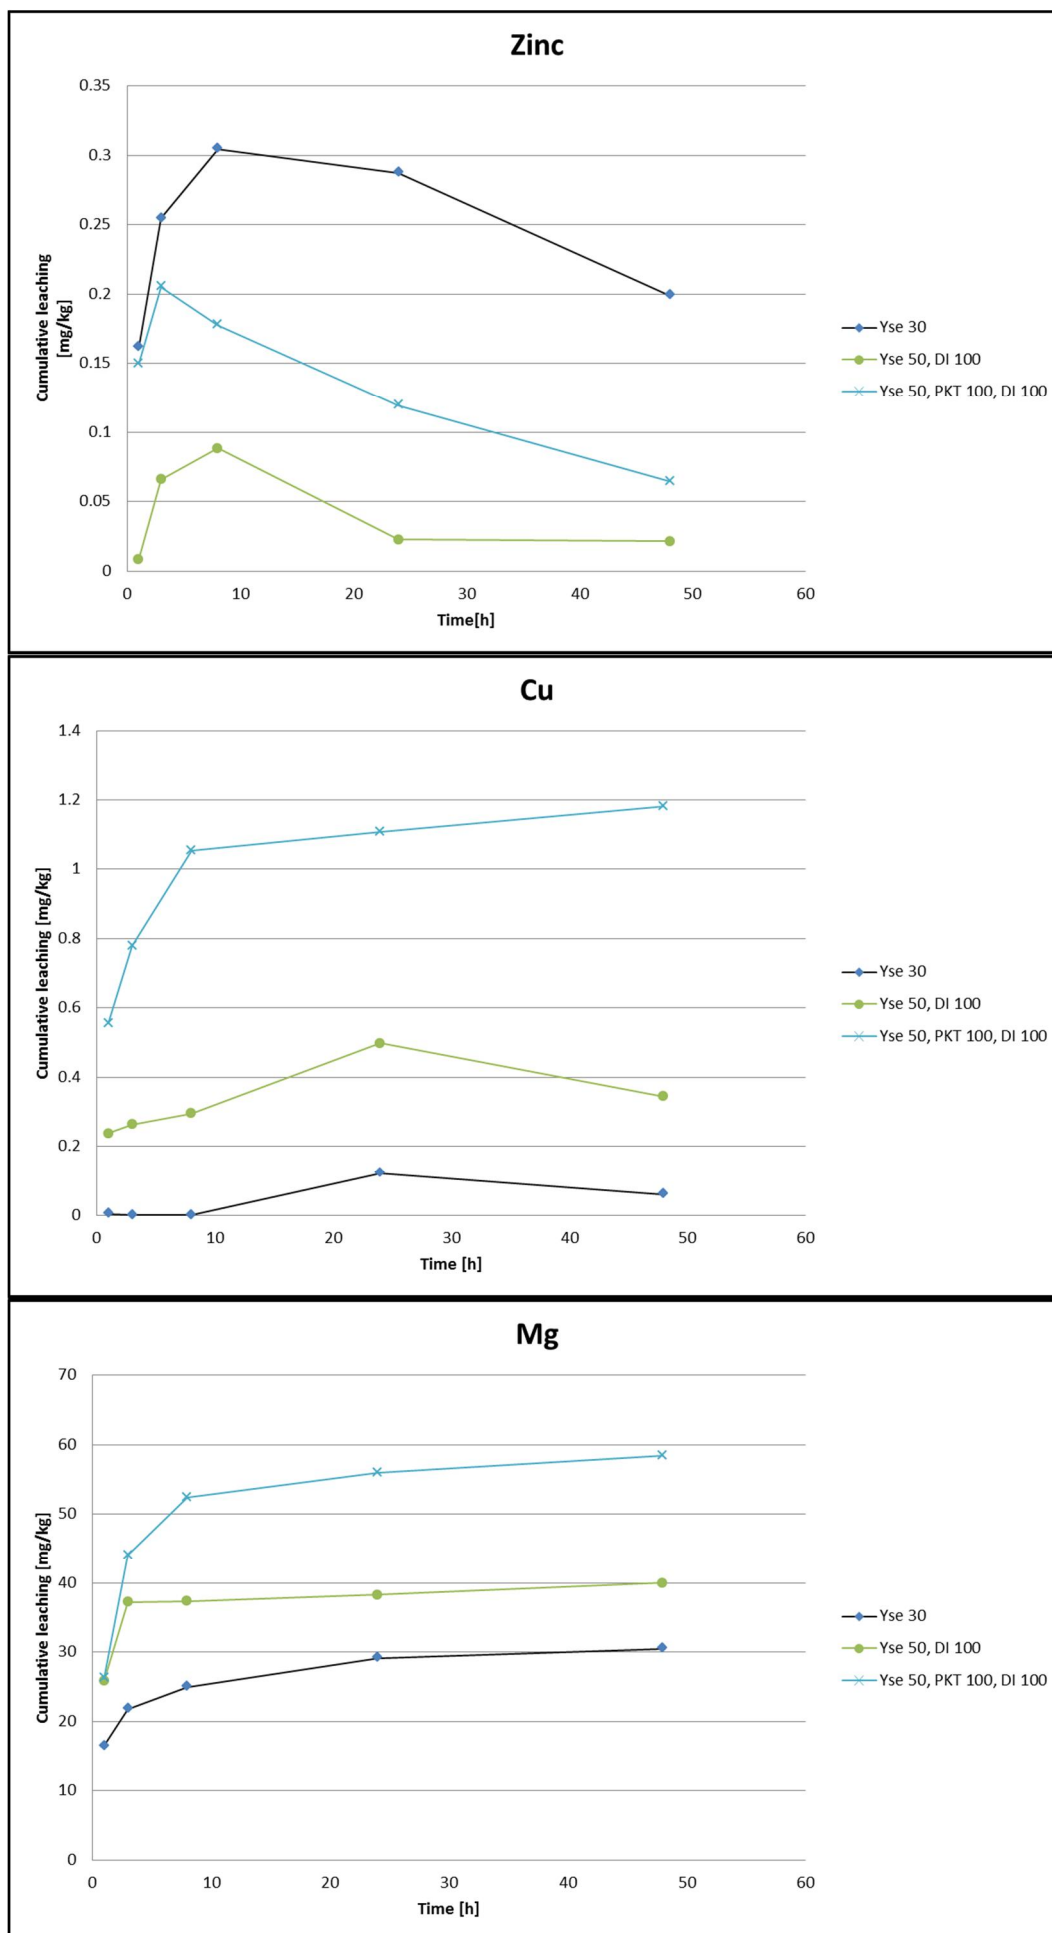 Zinc
0.35
0.3
0.25
0.2
0.15
0.1
0.05
0
Cumulative leaching
[mg/kg]
0 10 20 30 40 50 60
Time[h]
Yse 30
Yse 50, DI 100
Yse 50, PKT 100, DI 100
Cu
1.4
1.2
1
0.8
0.6
0.4
0.2
0
Cumulative leaching [mg/kg]
0 10 20 30 40 50 60
Time [h]
Yse 30
Yse 50, DI 100
Yse 50, PKT 100, DI 100
Mg
70
60
50
40
30
20
10
0
Cumulative leaching [mg/kg]
0 10 20 30 40 50 60
Time [h]
Yse 30
Yse 50, DI 100
Yse 50, PKT 100, DI 100